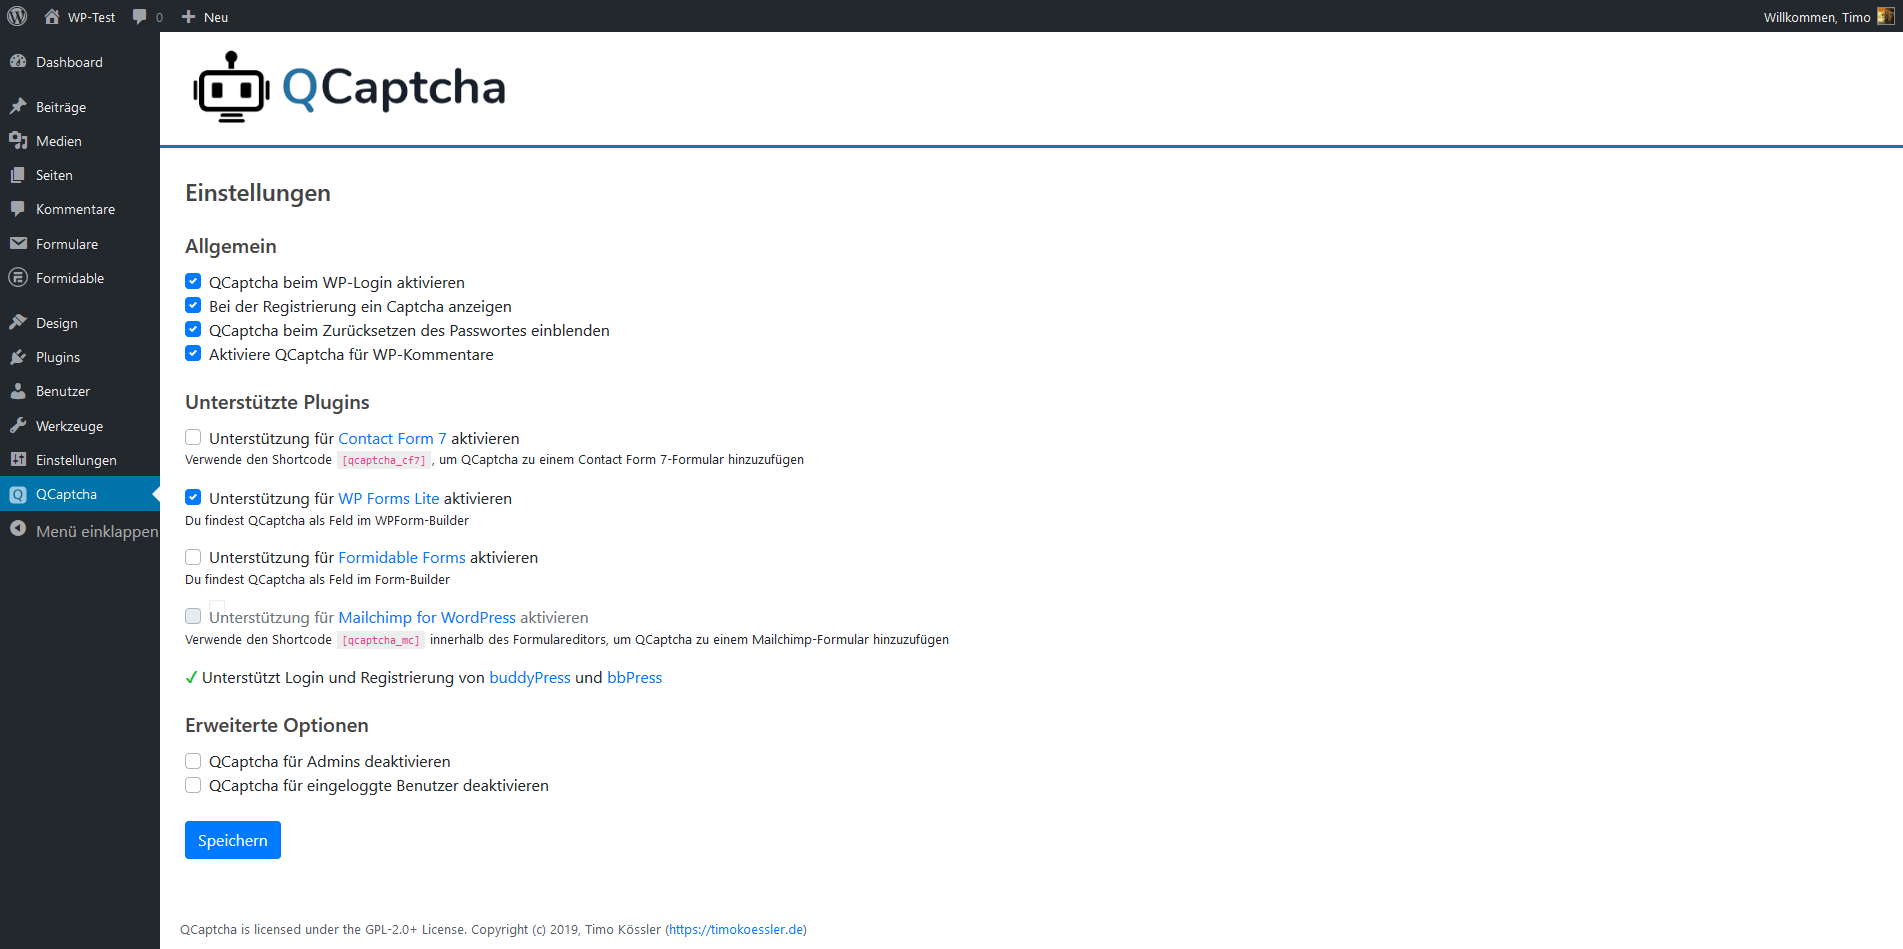 WP-Test 0 Neu
Willkommen, Timo
Dashboard
Beiträge
Medien
Seiten
Kommentare
Formulare
Formidable
Design
Plugins
Benutzer
Werkzeuge
Einstellungen
QCaptcha
Menü einklappen
QCaptcha
Einstellungen
Allgemein
QCaptcha beim WP-Login aktivieren
Bei der Registrierung ein Captcha anzeigen
QCaptcha beim Zurücksetzen des Passwortes einblenden
Aktiviere QCaptcha für WP-Kommentare
Unterstützte Plugins
Unterstützung für Contact Form 7 aktivieren
Verwende den Shortcode [qcaptcha_cf7], um QCaptcha zu einem Contact Form 7-Formular hinzuzufügen
Unterstützung für WP Forms Lite aktivieren
Du findest QCaptcha als Feld im WPForm-Builder
Unterstützung für Formidable Forms aktivieren
Du findest QCaptcha als Feld im Form-Builder
Unterstützung für Mailchimp for WordPress aktivieren
Verwende den Shortcode [qcaptcha_mc] innerhalb des Formulareditors, um QCaptcha zu einem Mailchimp-Formular hinzuzufügen
✓ Unterstützt Login und Registrierung von buddyPress und bbPress
Erweiterte Optionen
QCaptcha für Admins deaktivieren
QCaptcha für eingeloggte Benutzer deaktivieren
Speichern
QCaptcha is licensed under the GPL-2.0+ License. Copyright (c) 2019, Timo Kössler (https://timokoessler.de)